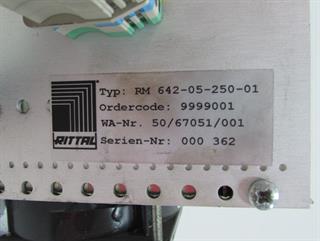 Typ: RM 642-05-250-01
Ordercode: 9999001
WA-Nr. 50/67051/001
Serien-Nr: 000 362
RITTAL